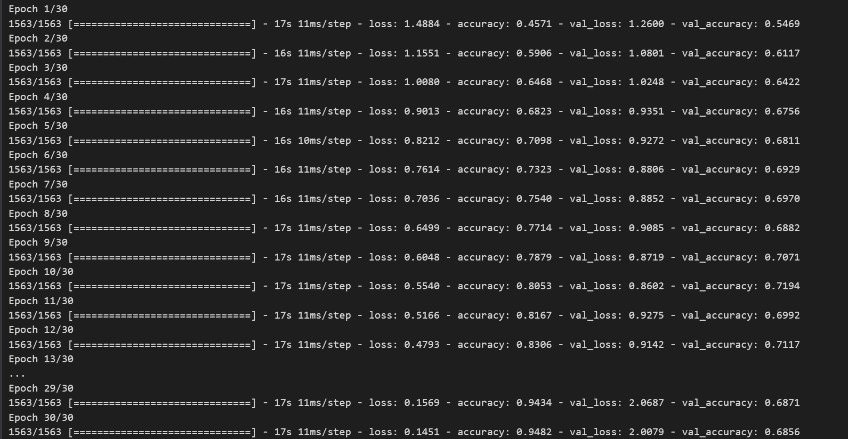 Epoch 1/30
1563/1563 [==============================] - 17s 11ms/step - loss: 1.4884 - accuracy: 0.4571 - val_loss: 1.2600 - val_accuracy: 0.5469
Epoch 2/30
1563/1563 [==============================] - 16s 11ms/step - loss: 1.1551 - accuracy: 0.5906 - val_loss: 1.0801 - val_accuracy: 0.6117
Epoch 3/30
1563/1563 [==============================] - 17s 11ms/step - loss: 1.0080 - accuracy: 0.6468 - val_loss: 1.0248 - val_accuracy: 0.6422
Epoch 4/30
1563/1563 [==============================] - 16s 11ms/step - loss: 0.9013 - accuracy: 0.6823 - val_loss: 0.9351 - val_accuracy: 0.6756
Epoch 5/30
1563/1563 [==============================] - 16s 10ms/step - loss: 0.8212 - accuracy: 0.7098 - val_loss: 0.9272 - val_accuracy: 0.6811
Epoch 6/30
1563/1563 [==============================] - 16s 11ms/step - loss: 0.7614 - accuracy: 0.7323 - val_loss: 0.8806 - val_accuracy: 0.6929
Epoch 7/30
1563/1563 [==============================] - 16s 11ms/step - loss: 0.7036 - accuracy: 0.7540 - val_loss: 0.8852 - val_accuracy: 0.6970
Epoch 8/30
1563/1563 [==============================] - 17s 11ms/step - loss: 0.6499 - accuracy: 0.7714 - val_loss: 0.9085 - val_accuracy: 0.6882
Epoch 9/30
1563/1563 [==============================] - 17s 11ms/step - loss: 0.6048 - accuracy: 0.7879 - val_loss: 0.8719 - val_accuracy: 0.7071
Epoch 10/30
1563/1563 [==============================] - 17s 11ms/step - loss: 0.5540 - accuracy: 0.8053 - val_loss: 0.8602 - val_accuracy: 0.7194
Epoch 11/30
1563/1563 [==============================] - 17s 11ms/step - loss: 0.5166 - accuracy: 0.8167 - val_loss: 0.9275 - val_accuracy: 0.6992
Epoch 12/30
1563/1563 [==============================] - 17s 11ms/step - loss: 0.4793 - accuracy: 0.8306 - val_loss: 0.9142 - val_accuracy: 0.7117
Epoch 13/30
...
Epoch 29/30
1563/1563 [==============================] - 17s 11ms/step - loss: 0.1569 - accuracy: 0.9434 - val_loss: 2.0687 - val_accuracy: 0.6871
Epoch 30/30
1563/1563 [==============================] - 17s 11ms/step - loss: 0.1451 - accuracy: 0.9482 - val_loss: 2.0079 - val_accuracy: 0.6856